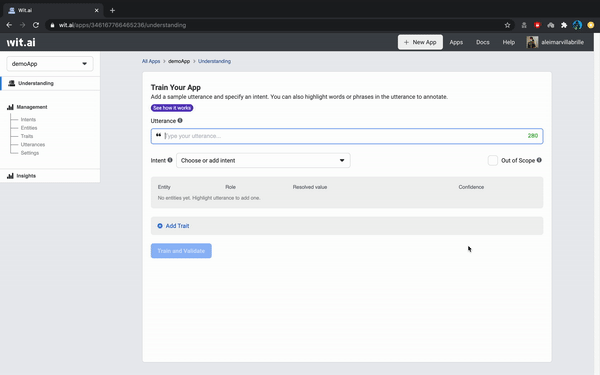 Wit.ai
wit.ai/apps/346167766465236/understanding
wit.ai
+ New App
Apps
Docs
Help
aleimarvillabrille
demoApp
Understanding
Management
Intents
Entities
Traits
Utterances
Settings
Insights
All Apps › demoApp › Understanding
Train Your App
Add a sample utterance and specify an intent. You can also highlight words or phrases in the utterance to annotate.
See how it works
Utterance
Type your utterance...
280
Intent
Choose or add intent
Out of Scope
Entity Role Resolved value Confidence
No entities yet. Highlight utterance to add one.
Add Trait
Train and Validate